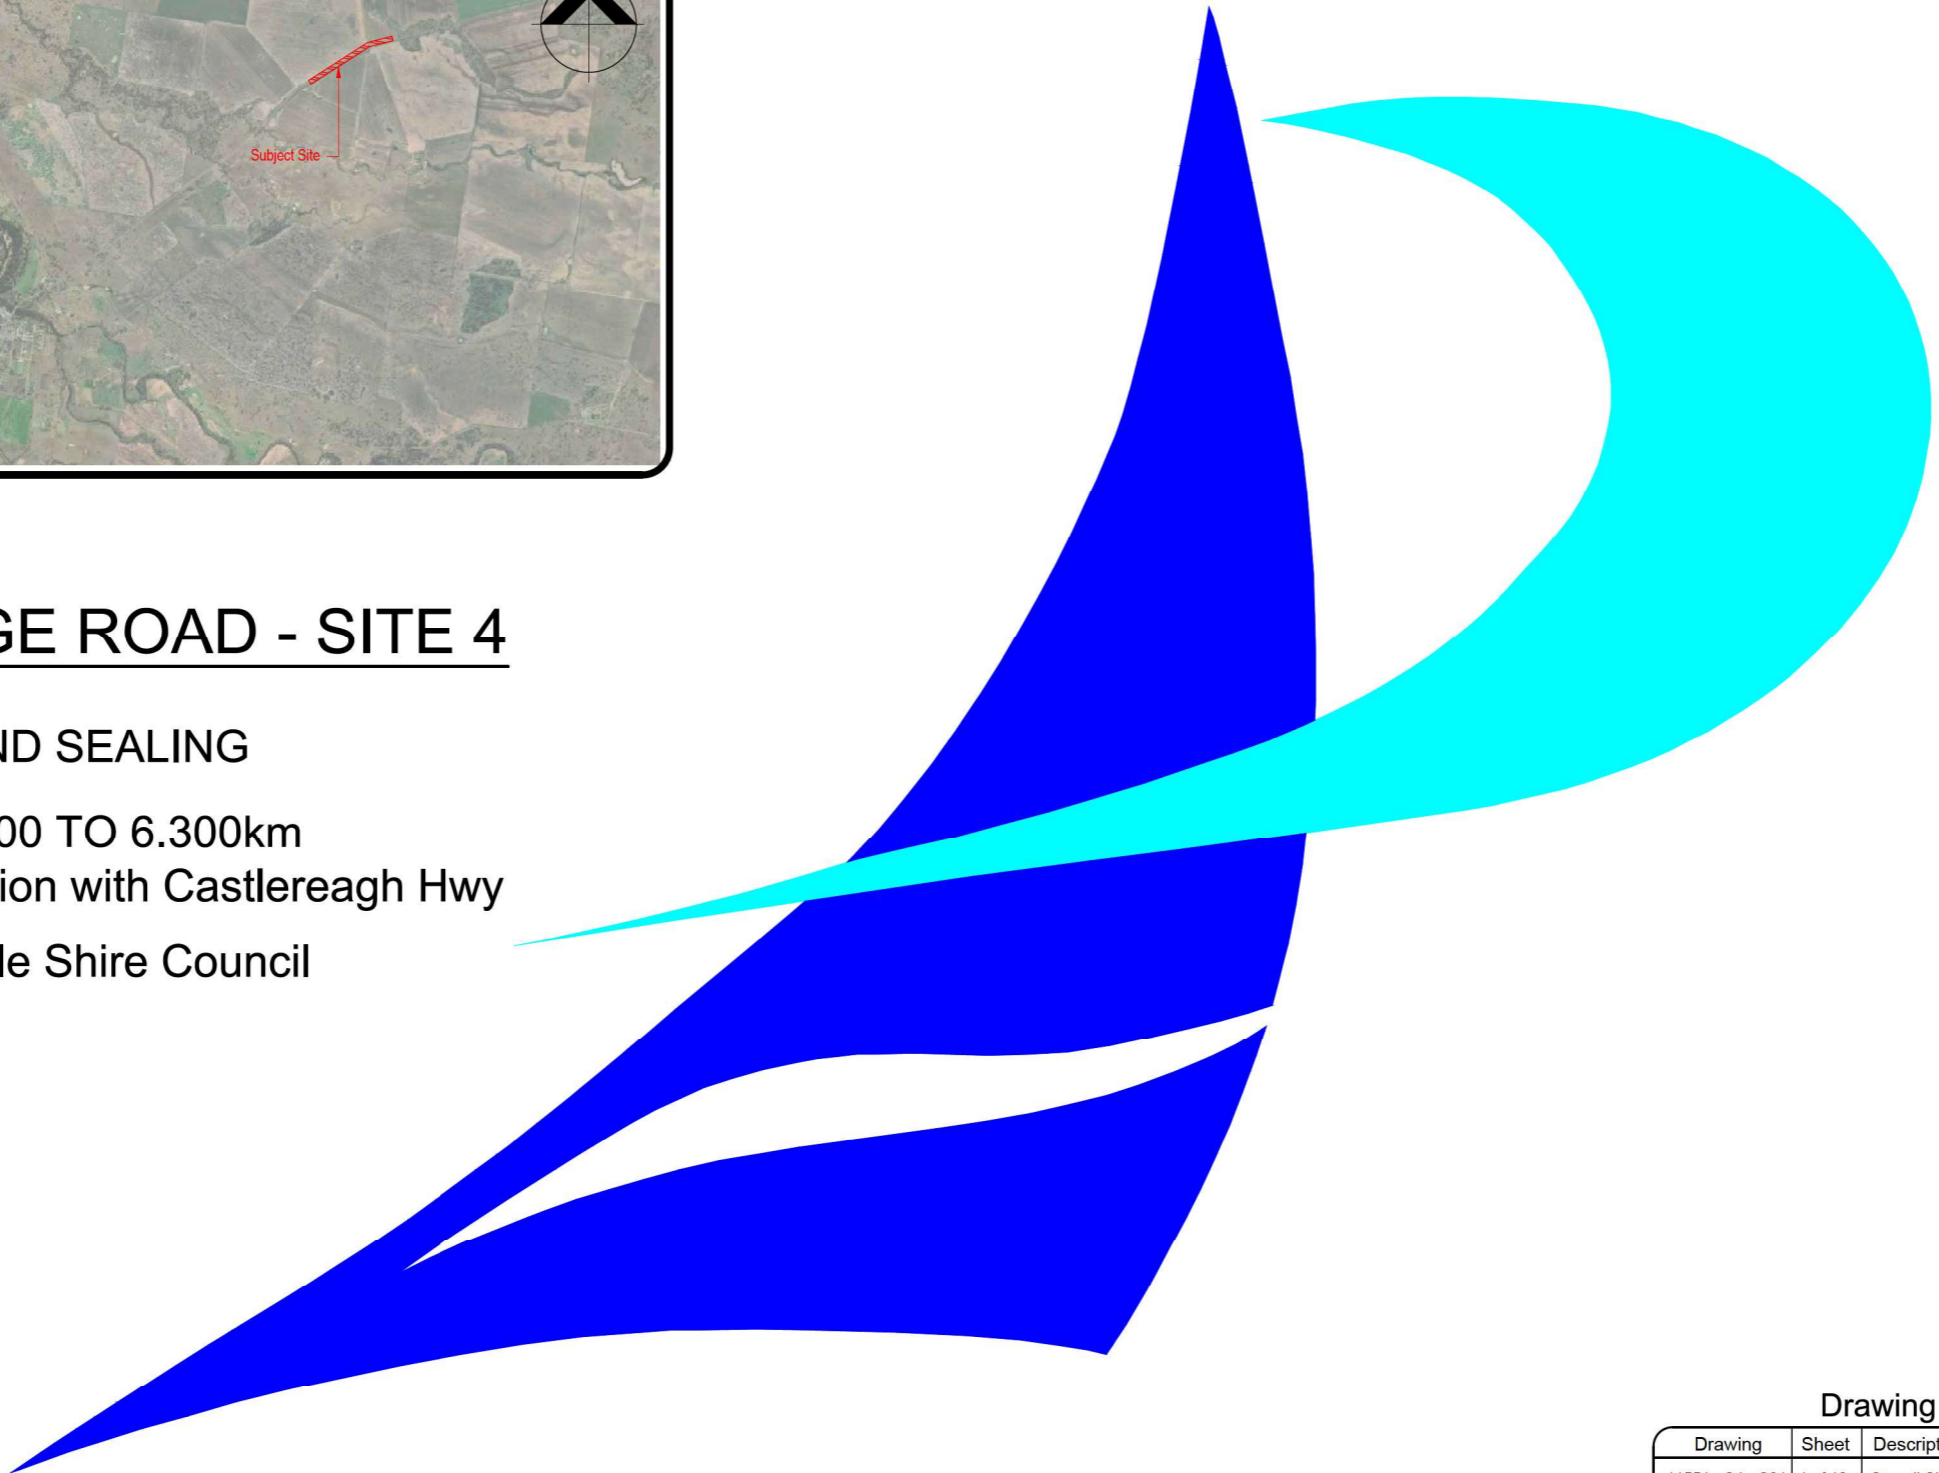 Subject Site
GE ROAD - SITE 4
ND SEALING
00 TO 6.300km
ion with Castlereagh Hwy
le Shire Council
Drawing
Drawing Sheet Descript